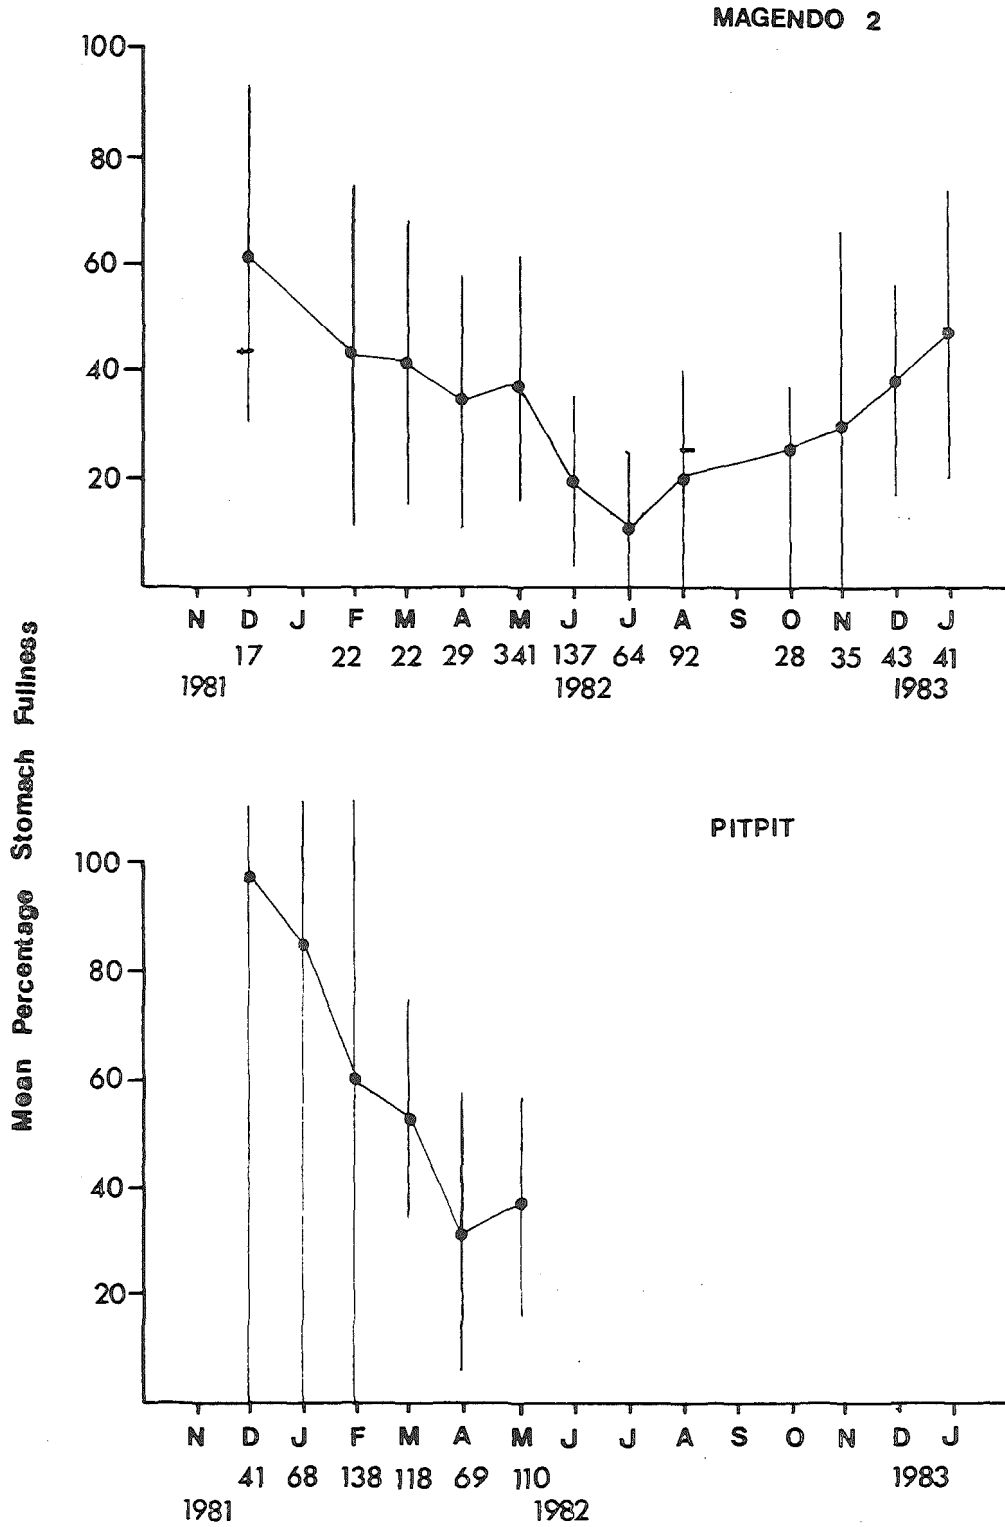 MAGENDO 2
100
80
60
40
20
N D J F M A M J J A S O N D J
17 22 22 29 341 137 64 92 28 35 43 41
1981 1982 1983
Mean Percentage Stomach Fullness
PITPIT
100
80
60
40
20
N D J F M A M J J A S O N D J
41 68 138 118 69 110 1983
1981 1982